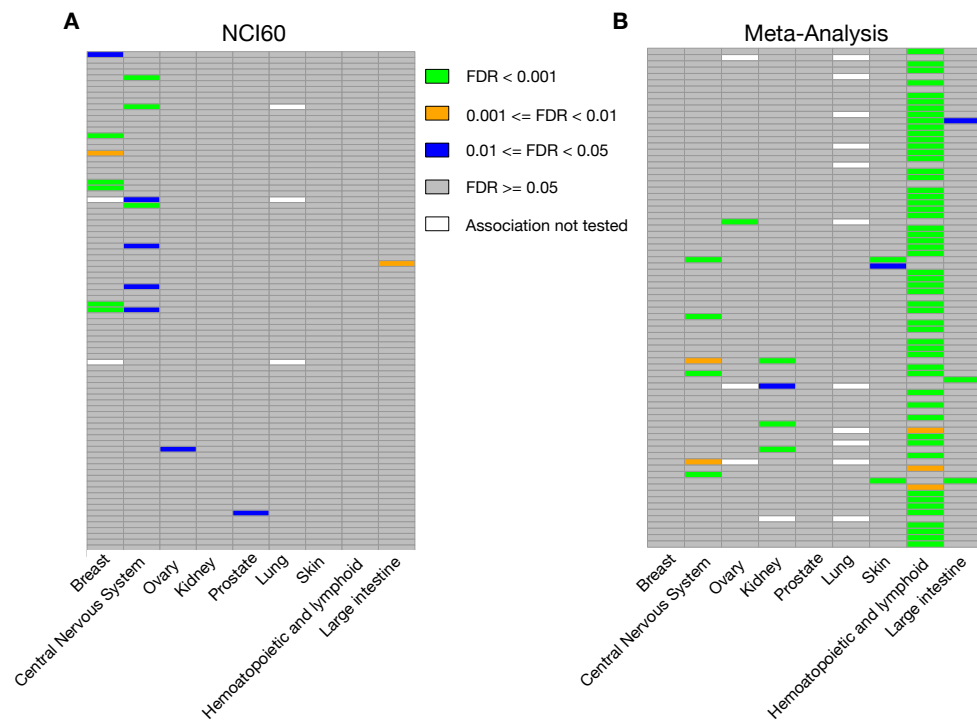 A
NCI60
B
Meta-Analysis
FDR < 0.001
0.001 <= FDR < 0.01
0.01 <= FDR < 0.05
FDR >= 0.05
Association not tested
Breast
Central Nervous System
Ovary
Kidney
Prostate
Lung
Skin
Hemoatopoietic and lymphoid
Large intestine
Breast
Central Nervous System
Ovary
Kidney
Prostate
Lung
Skin
Hemoatopoietic and lymphoid
Large intestine